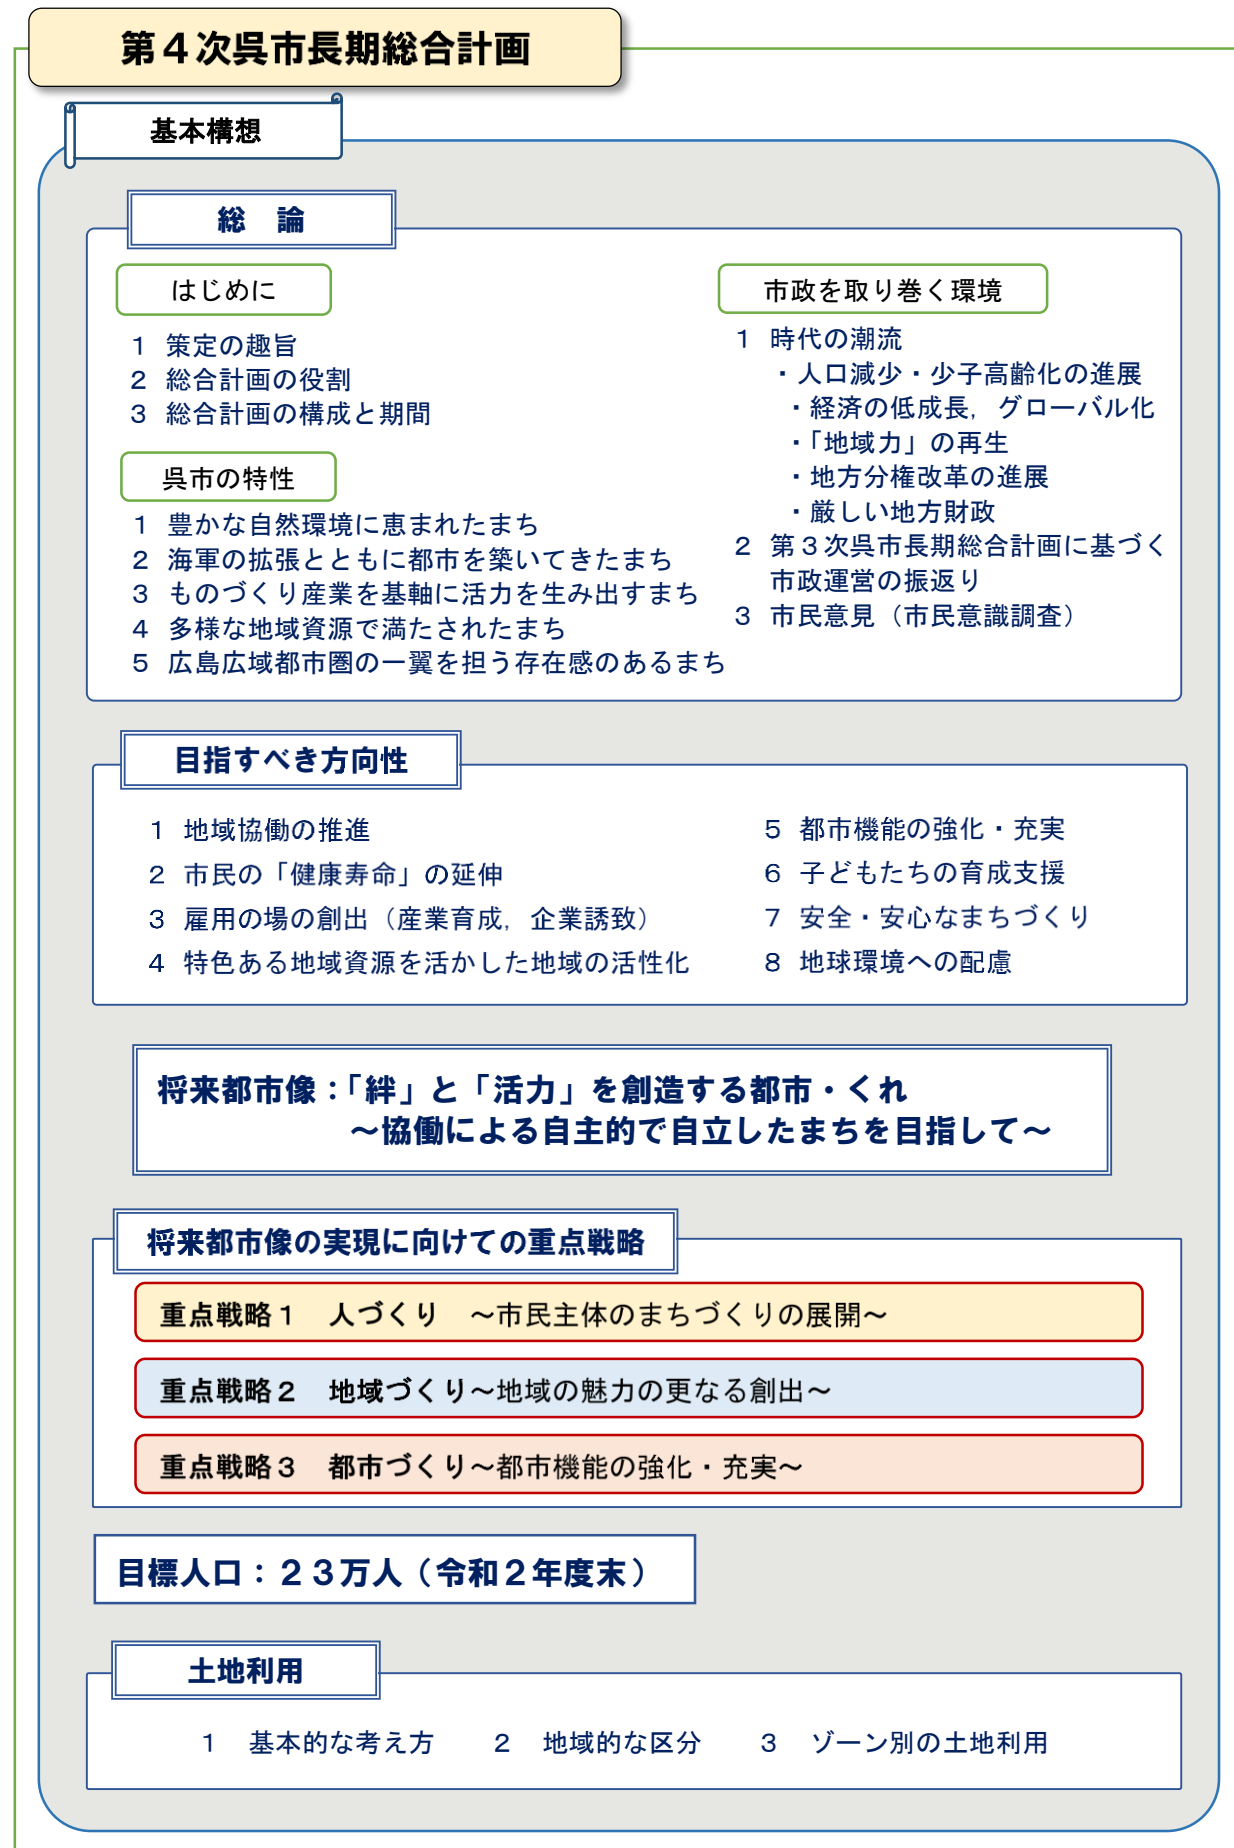 第４次呉市長期総合計画
基本構想
総　論
はじめに
１ 策定の趣旨
２ 総合計画の役割
３ 総合計画の構成と期間
呉市の特性
１ 豊かな自然環境に恵まれたまち
２ 海軍の拡張とともに都市を築いてきたまち
３ ものづくり産業を基軸に活力を生み出すまち
４ 多様な地域資源で満たされたまち
５ 広島広域都市圏の一翼を担う存在感のあるまち
市政を取り巻く環境
１ 時代の潮流
・人口減少・少子高齢化の進展
・経済の低成長，グローバル化
・「地域力」の再生
・地方分権改革の進展
・厳しい地方財政
２ 第３次呉市長期総合計画に基づく
市政運営の振返り
３ 市民意見（市民意識調査）
目指すべき方向性
１ 地域協働の推進
２ 市民の「健康寿命」の延伸
３ 雇用の場の創出（産業育成，企業誘致）
４ 特色ある地域資源を活かした地域の活性化
５ 都市機能の強化・充実
６ 子どもたちの育成支援
７ 安全・安心なまちづくり
８ 地球環境への配慮
将来都市像：「絆」と「活力」を創造する都市・くれ
～協働による自主的で自立したまちを目指して～
将来都市像の実現に向けての重点戦略
重点戦略１　人づくり　～市民主体のまちづくりの展開～
重点戦略２　地域づくり～地域の魅力の更なる創出～
重点戦略３　都市づくり～都市機能の強化・充実～
目標人口：２３万人（令和２年度末）
土地利用
１　基本的な考え方　２　地域的な区分　３　ゾーン別の土地利用